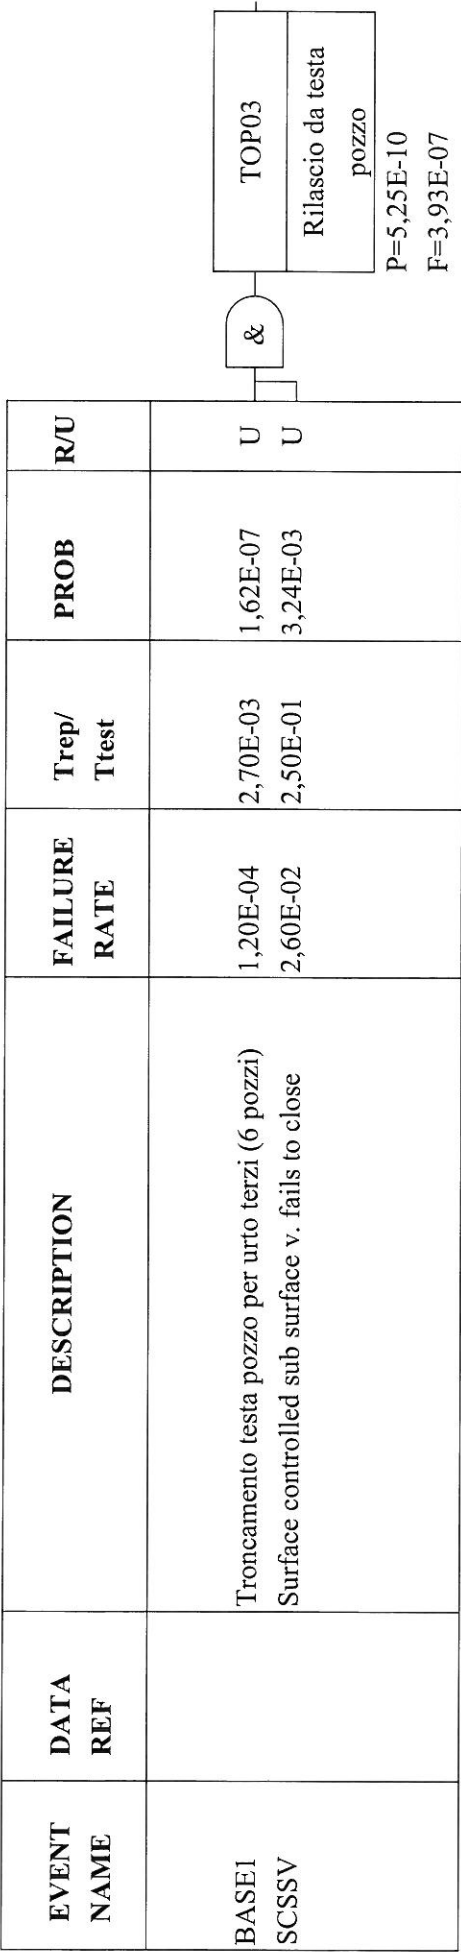 EVENT NAME
DATA REF
DESCRIPTION
FAILURE RATE
Trep/ Ttest
PROB
R/U
BASE1 Troncamento testa pozzo per urto terzi (6 pozzi) 1,20E-04 2,70E-03 1,62E-07 U
SCSSV Surface controlled sub surface v. fails to close 2,60E-02 2,50E-01 3,24E-03 U
&
TOP03
Rilascio da testa
pozzo
P=5,25E-10
F=3,93E-07